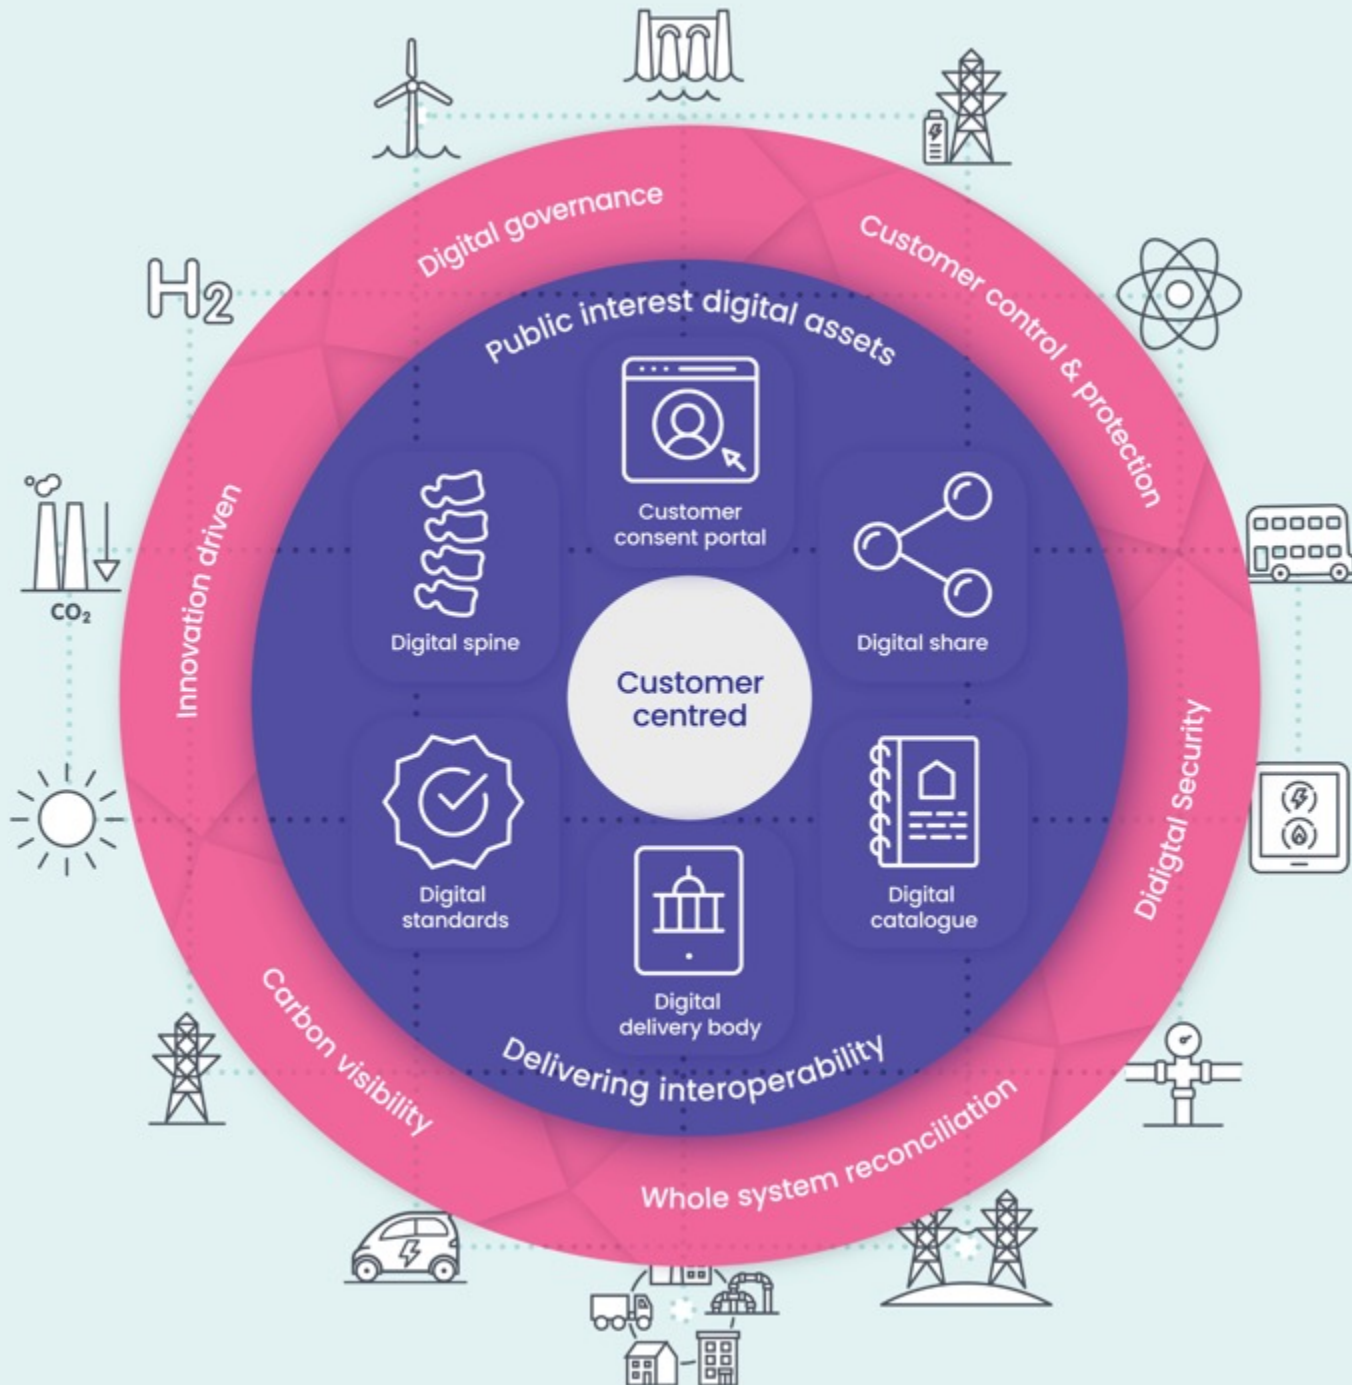 H2
Digital governance
Customer control & protection
Public interest digital assets
Customer
consent portal
Innovation driven
Digital spine
Digital share
CO₂
Customer
centred
Didigtal Security
Digital
standards
Digital
catalogue
Digital
delivery body
Carbon visibility
Delivering interoperability
Whole system reconciliation